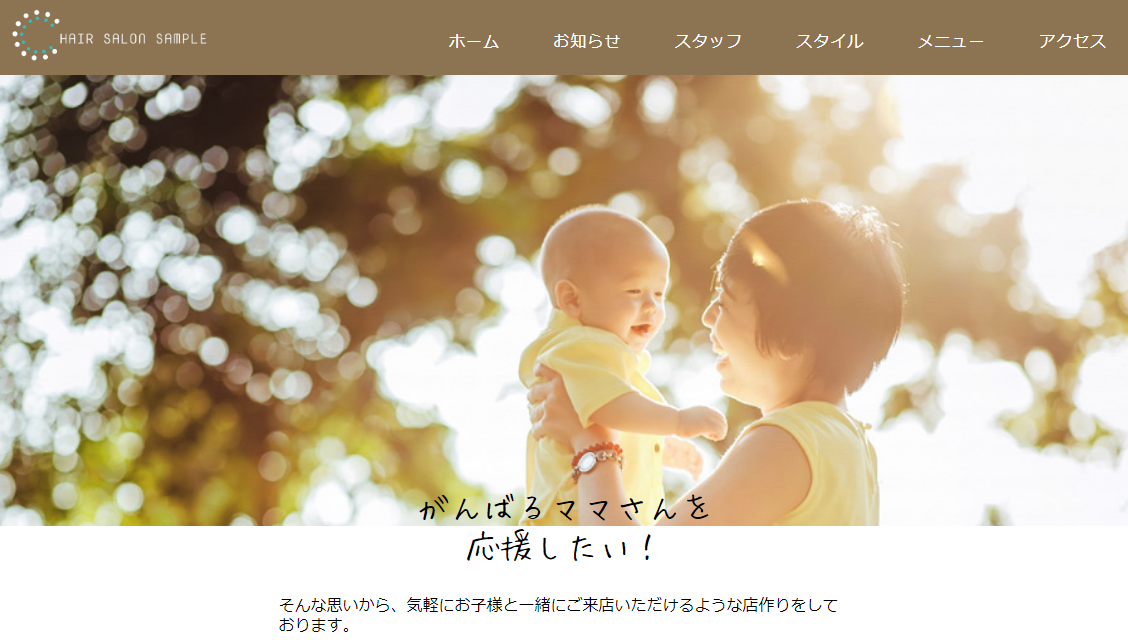 HAIR SALON SAMPLE
ホーム お知らせ スタッフ スタイル メニュー アクセス
がんばるママさんを
応援したい！
そんな思いから、気軽にお子様と一緒にご来店いただけるような店作りをして
おります。